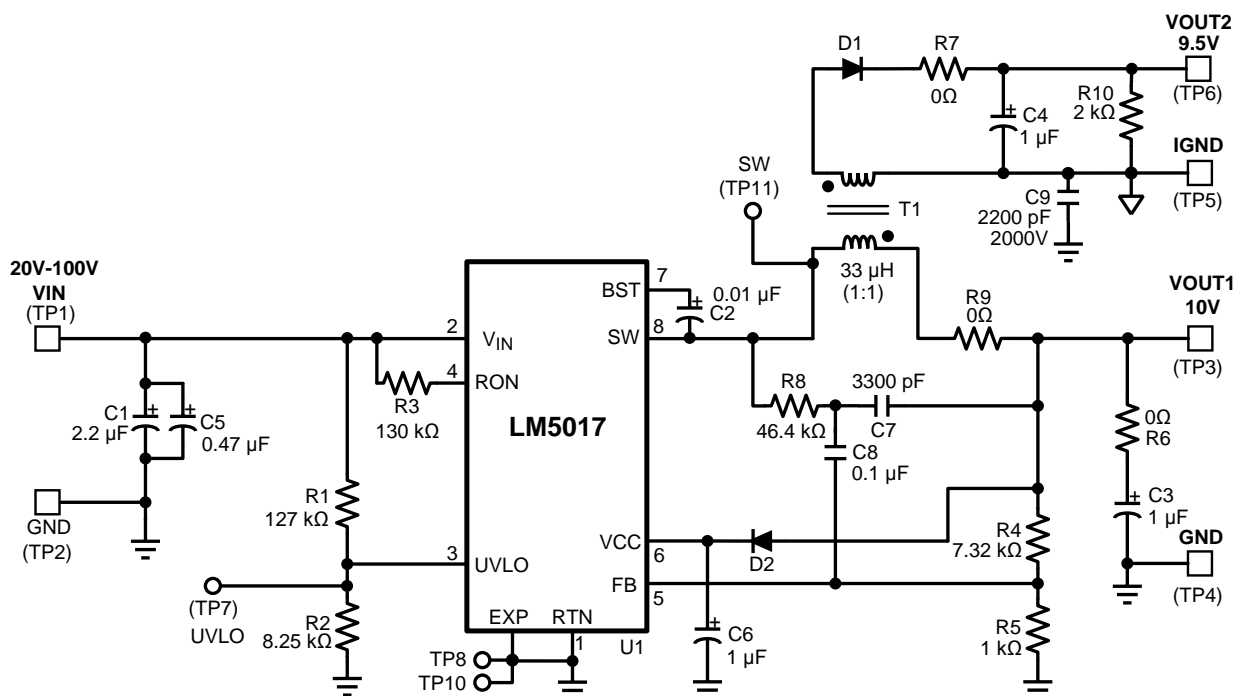 VOUT2
9.5V
D1
R7
0Ω
(TP6)
R10
2 kΩ
C4
+
1 µF
IGND
(TP5)
C9
2200 pF
2000V
SW
(TP11)
T1
33 µH
(1:1)
20V-100V
VIN
(TP1)
7
BST
0.01 µF
+
C2
8
SW
2
VIN
4
RON
R3
130 kΩ
LM5017
R9
0Ω
VOUT1
10V
(TP3)
R8
46.4 kΩ
3300 pF
C7
C8
0.1 µF
0Ω
R6
C1
+
2.2 µF
+
C5
0.47 µF
GND
(TP2)
R1
127 kΩ
3
UVLO
VCC
6
D2
R4
7.32 kΩ
+
C3
1 µF
GND
(TP4)
FB
5
(TP7)
UVLO
R2
8.25 kΩ
EXP
RTN
1
U1
TP8
TP10
+
C6
1 µF
R5
1 kΩ